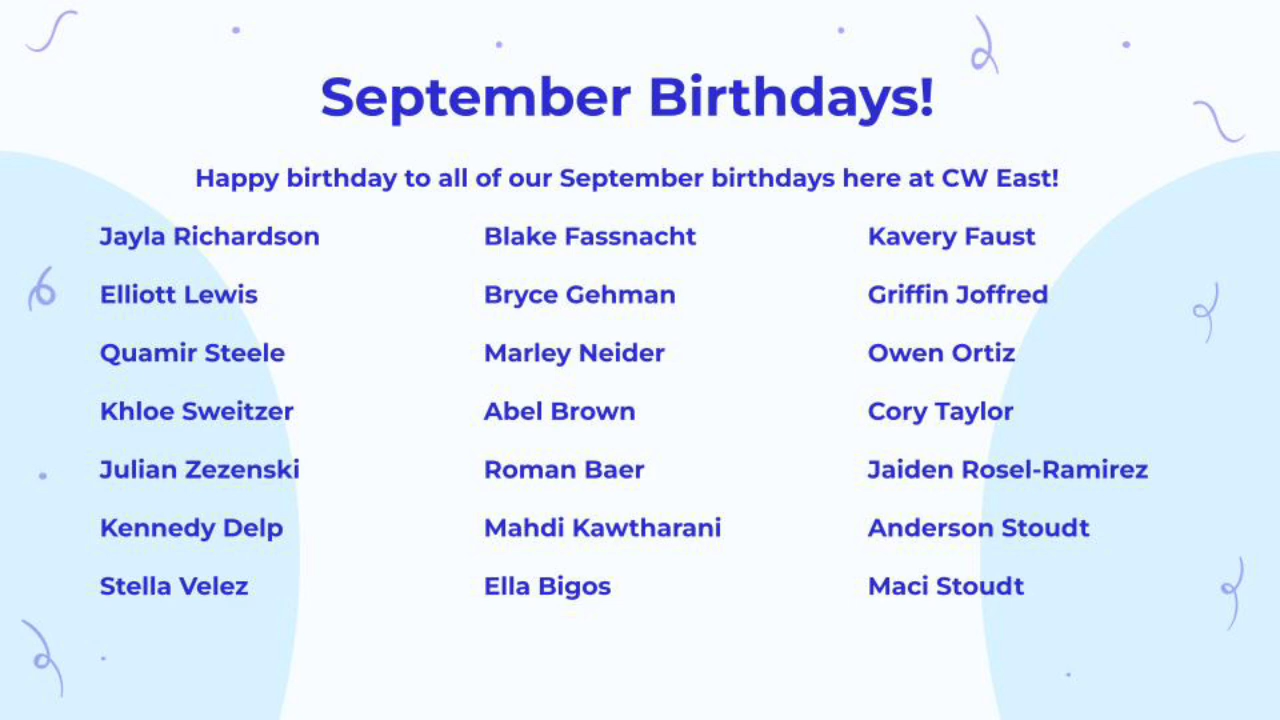 September Birthdays!
Happy birthday to all of our September birthdays here at CW East!
Jayla Richardson
Elliott Lewis
Quamir Steele
Khloe Sweitzer
Julian Zezenski
Kennedy Delp
Stella Velez
Blake Fassnacht
Bryce Gehman
Marley Neider
Abel Brown
Roman Baer
Mahdi Kawtharani
Ella Bigos
Kavery Faust
Griffin Joffred
Owen Ortiz
Cory Taylor
Jaiden Rosel-Ramirez
Anderson Stoudt
Maci Stoudt